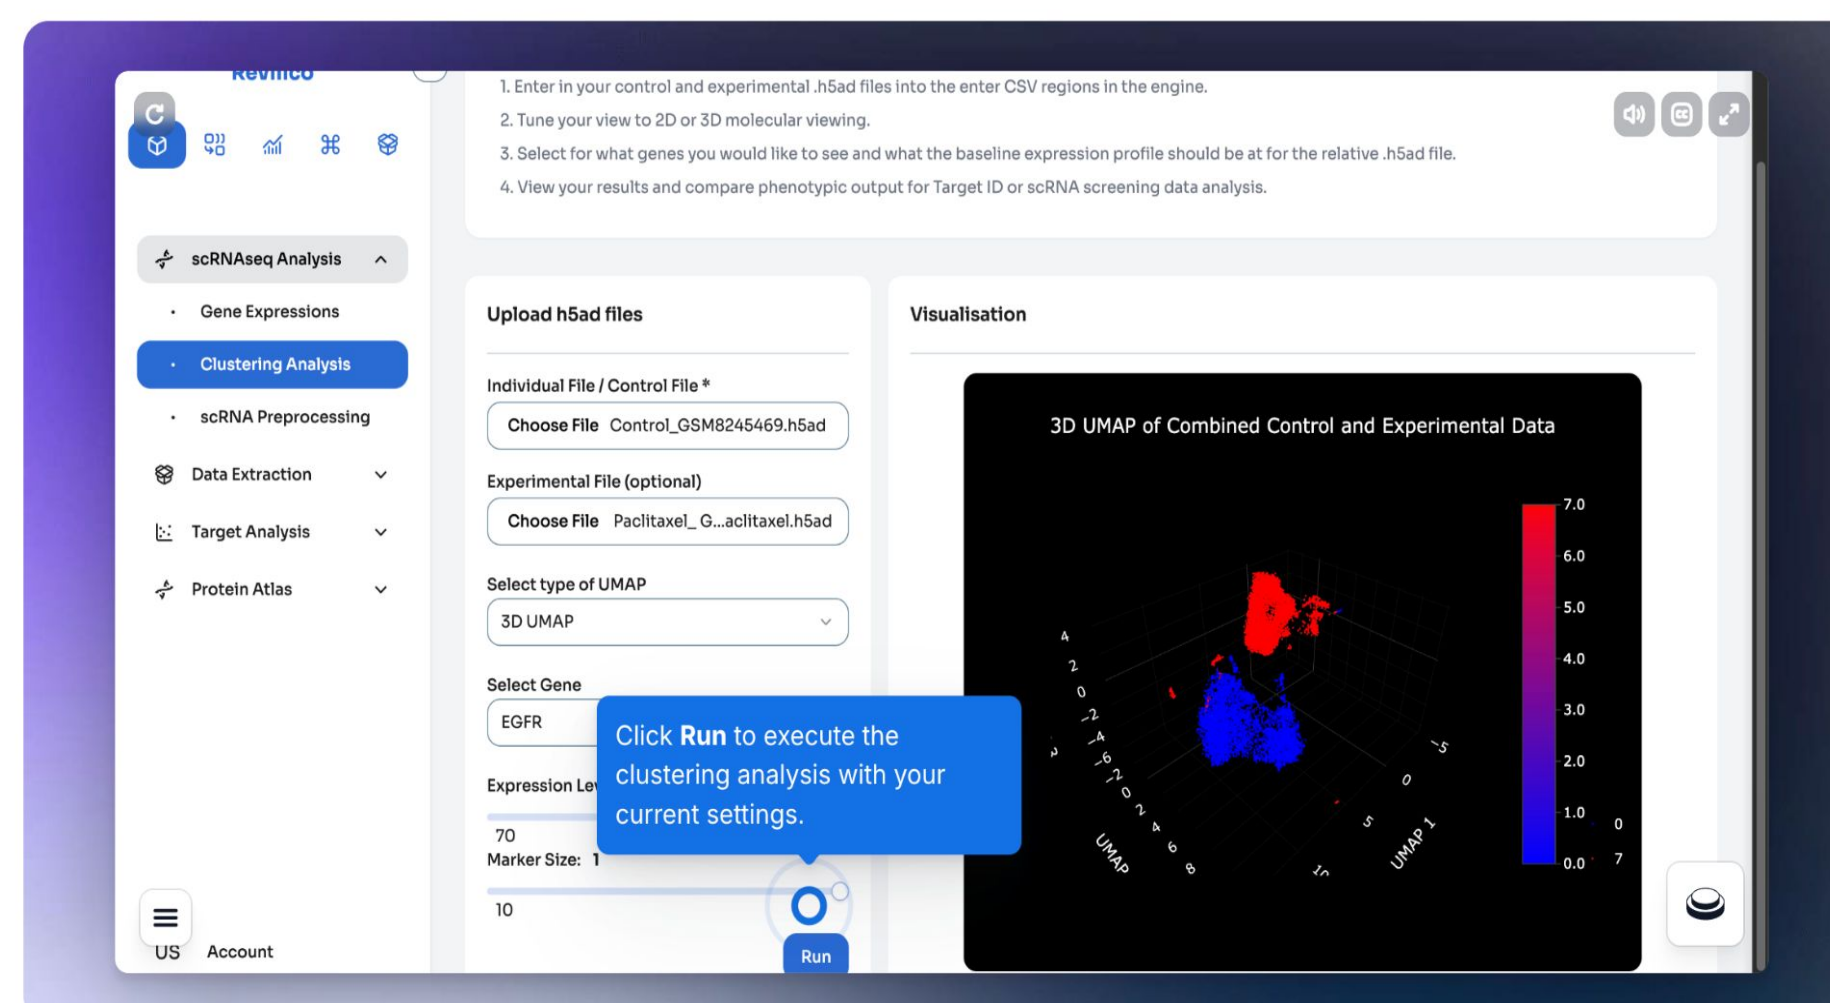 Revilico
1. Enter in your control and experimental .h5ad files into the enter CSV regions in the engine.
2. Tune your view to 2D or 3D molecular viewing.
3. Select for what genes you would like to see and what the baseline expression profile should be at for the relative .h5ad file.
4. View your results and compare phenotypic output for Target ID or scRNA screening data analysis.
scRNAseq Analysis
Gene Expressions
Clustering Analysis
scRNA Preprocessing
Data Extraction
Target Analysis
Protein Atlas
US Account
Upload h5ad files
Individual File / Control File *
Choose File Control_GSM8245469.h5ad
Experimental File (optional)
Choose File Paclitaxel_ G...aclitaxel.h5ad
Select type of UMAP
3D UMAP
Select Gene
EGFR
Expression Le
70
Marker Size: 1
10
Click Run to execute the
clustering analysis with your
current settings.
Run
Visualisation
3D UMAP of Combined Control and Experimental Data
7.0
6.0
5.0
4.0
3.0
2.0
1.0
0.0
0
7
4
2
0
−2
−4
−6
−2
0
2
4
6
8
UMAP
−5
0
5
10
UMAP 1